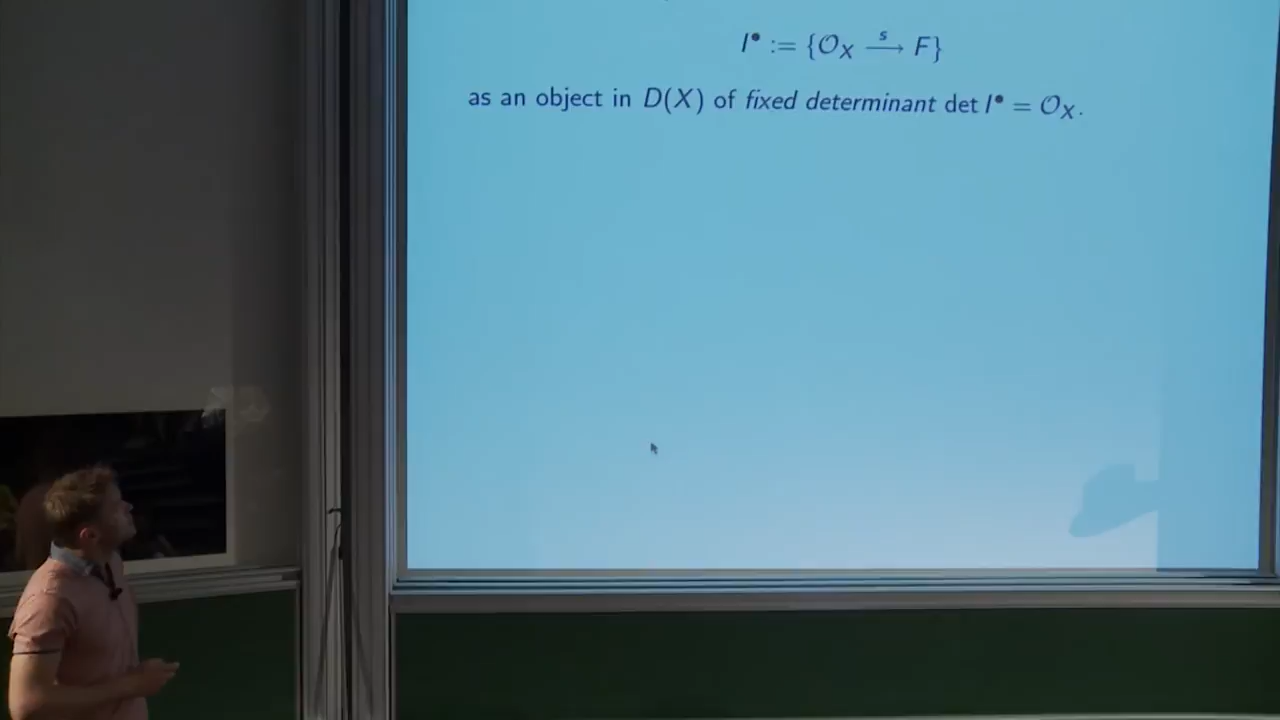 I• := {𝒪_X —s→ F}
as an object in D(X) of fixed determinant det I• = 𝒪_X.